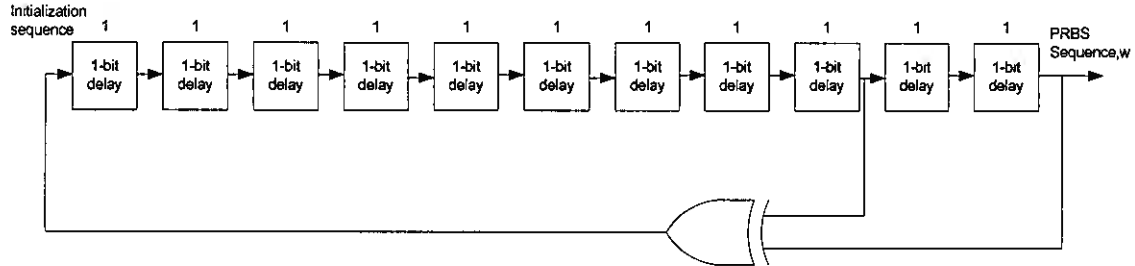 Initialization
sequence
1 1 1 1 1 1 1 1 1 1 1
PRBS
Sequence,w
1-bit
delay
1-bit
delay
1-bit
delay
1-bit
delay
1-bit
delay
1-bit
delay
1-bit
delay
1-bit
delay
1-bit
delay
1-bit
delay
1-bit
delay